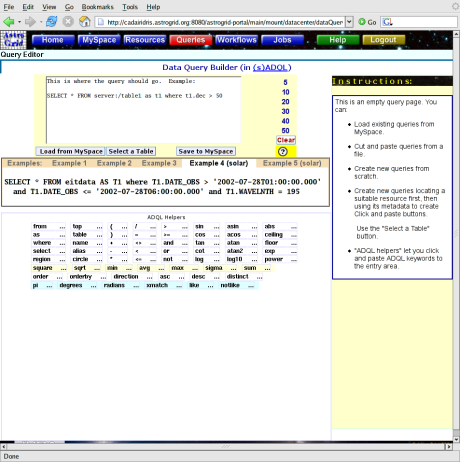 File Edit View Go Bookmarks Tools Help
http://cadairidris.astrogrid.org:8080/astrogrid-portal/main/mount/datacenter/dataQuer Go
Astro Grid Home MySpace Resources Queries Workflows Jobs Help Logout
Query Editor
Data Query Builder (in (s)ADQL)
This is where the query should go. Example:
SELECT * FROM server:/table1 as t1 where t1.dec > 50
5
10
20
30
40
50
Clear
Load from MySpace Select a Table Save to MySpace
Examples: Example 1 Example 2 Example 3 Example 4 (solar) Example 5 (solar)
SELECT * FROM eitdata AS T1 where T1.DATE_OBS > '2002-07-28T01:00:00.000'
and T1.DATE_OBS <= '2002-07-28T06:00:00.000' and T1.WAVELNTH = 195
ADQL Helpers
from ... top ... ( ... / ... > ... sin ... asin ... abs ...
as ... table ... ) ... = ... >= ... cos ... acos ... ceiling ...
where ... name ... + ... <> ... and ... tan ... atan ... floor ...
select ... alias ... - ... < ... or ... cot ... atan2 ... exp ...
region ... circle ... * ... <= ... not ... log ... log10 ... power ...
square ... sqrt ... min ... avg ... max ... sigma ... sum ...
order ... orderby ... direction ... asc ... desc ... distinct ...
pi ... degrees ... radians ... xmatch ... like ... notlike ...
Instructions:
This is an empty query page. You
can:
Load existing queries from
MySpace.
Cut and paste queries from a
file.
Create new queries from
scratch.
Create new queries locating a
suitable resource first, then
using its metadata to create
Click and paste buttons.
Use the "Select a Table"
button.
"ADQL helpers" let you click
and paste ADQL keywords to
the entry area.
Done